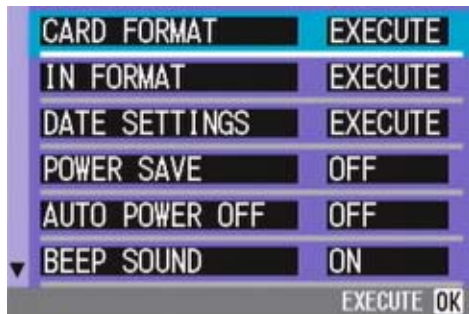 CARD FORMAT EXECUTE
IN FORMAT EXECUTE
DATE SETTINGS EXECUTE
POWER SAVE OFF
AUTO POWER OFF OFF
BEEP SOUND ON
EXECUTE OK